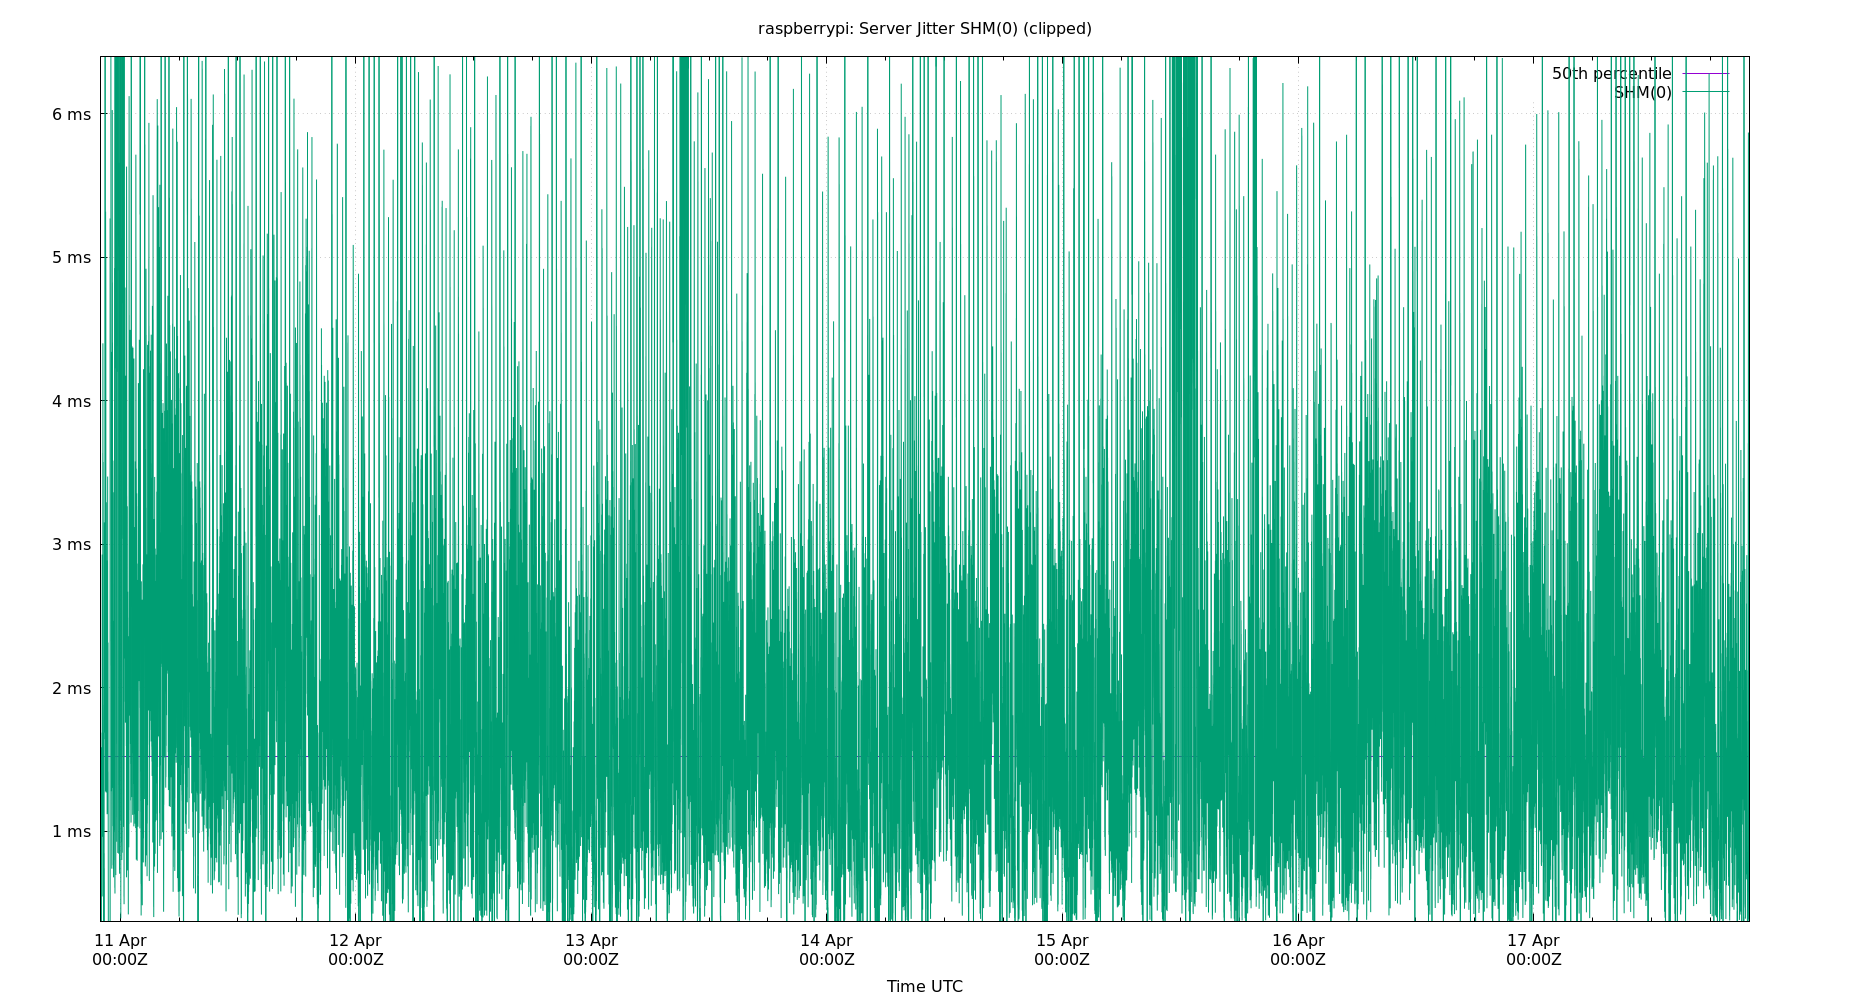 raspberrypi: Server Jitter SHM(0) (clipped)
50th percentile
SHM(0)
6 ms
5 ms
4 ms
3 ms
2 ms
1 ms
11 Apr 12 Apr 13 Apr 14 Apr 15 Apr 16 Apr 17 Apr
00:00Z 00:00Z 00:00Z 00:00Z 00:00Z 00:00Z 00:00Z
Time UTC